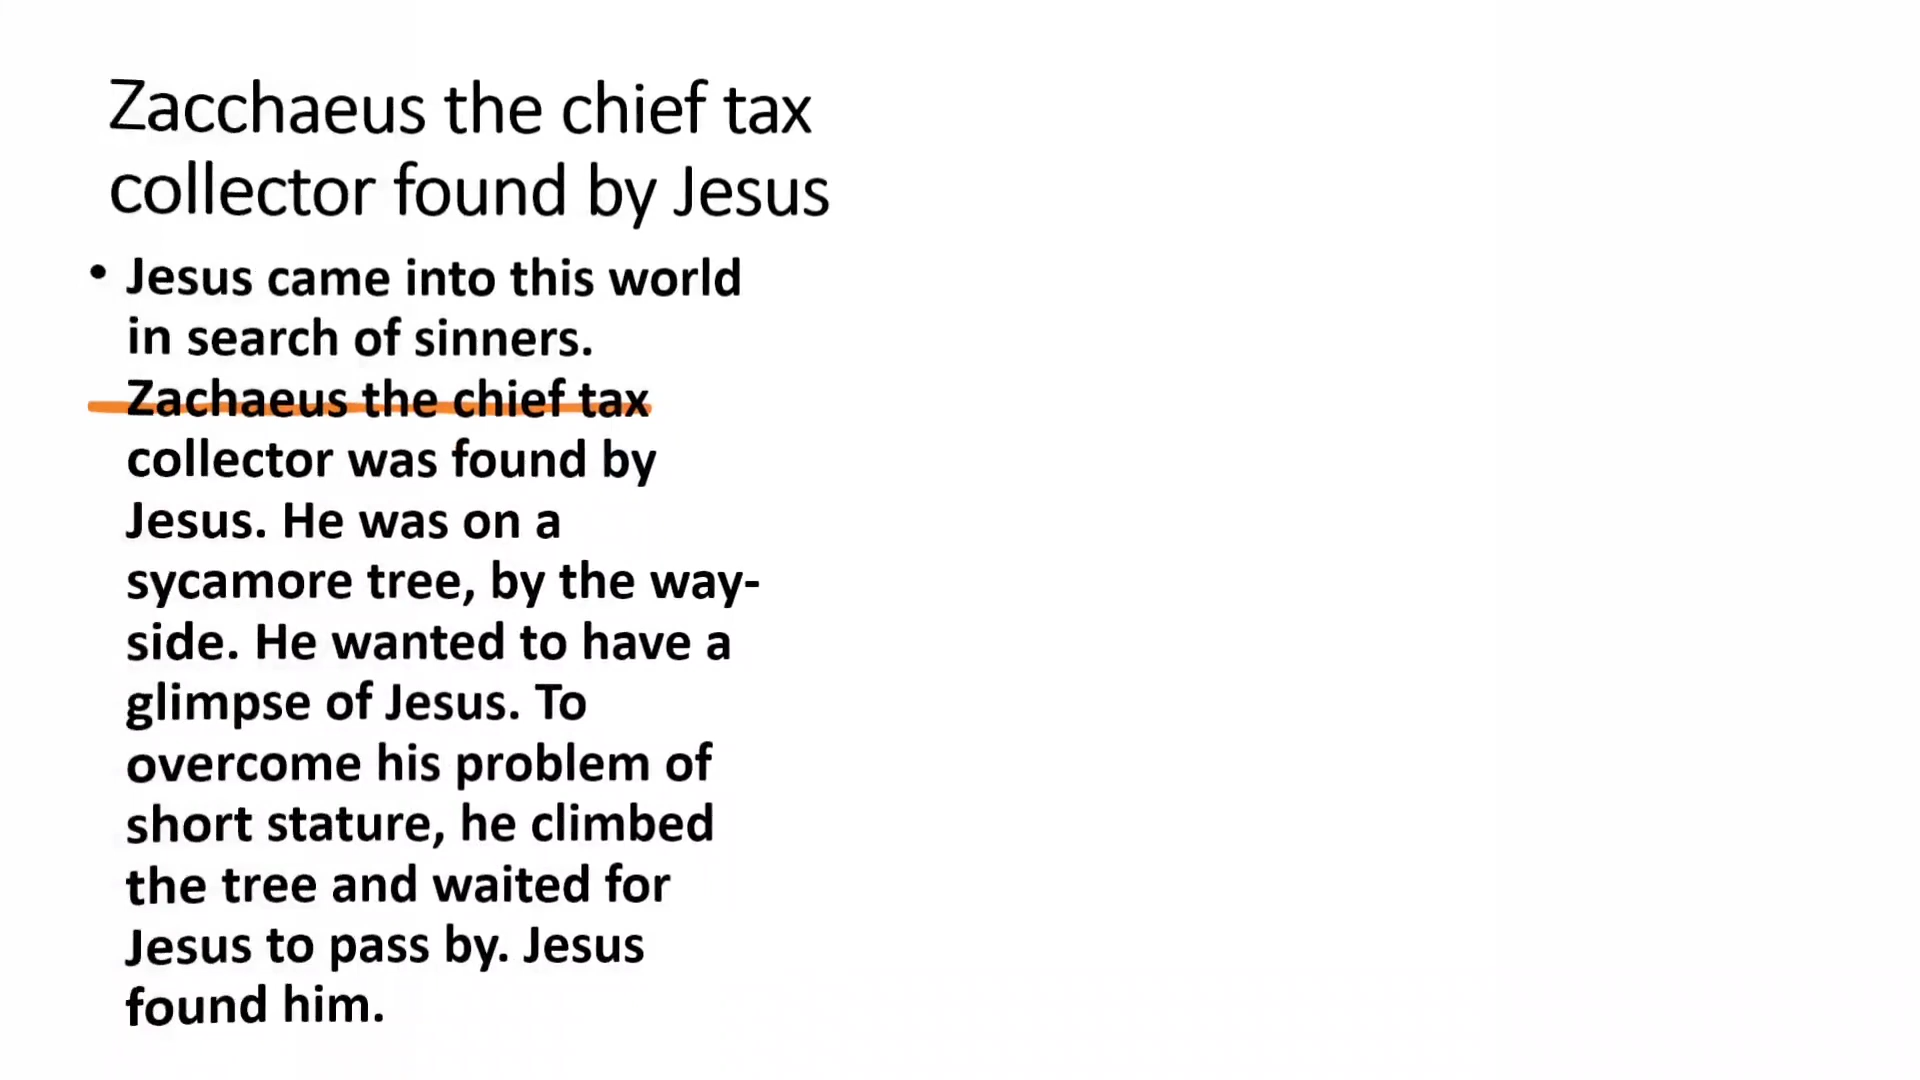 Zacchaeus the chief tax
collector found by Jesus
• Jesus came into this world
in search of sinners.
Zachaeus the chief tax
collector was found by
Jesus. He was on a
sycamore tree, by the way-
side. He wanted to have a
glimpse of Jesus. To
overcome his problem of
short stature, he climbed
the tree and waited for
Jesus to pass by. Jesus
found him.